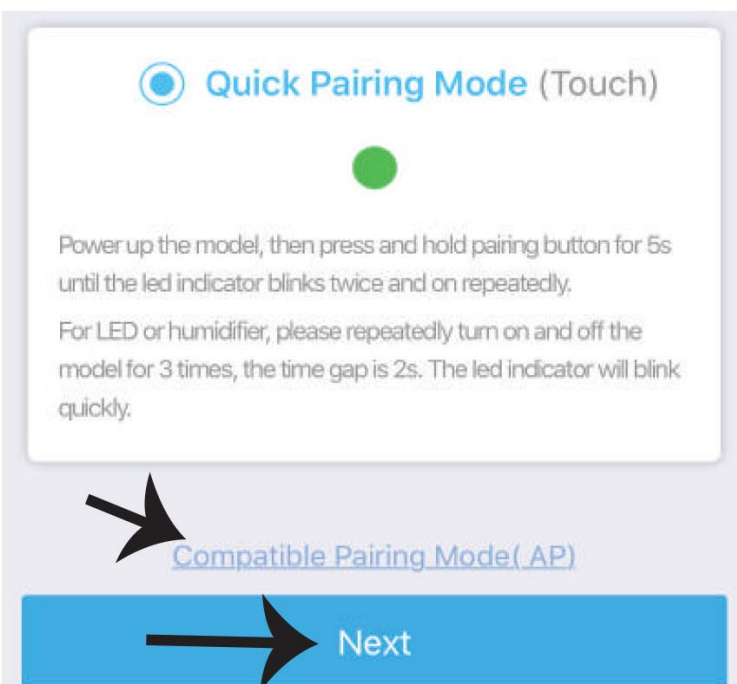 Quick Pairing Mode (Touch)
Power up the model, then press and hold pairing button for 5s
until the led indicator blinks twice and on repeatedly.
For LED or humidifier, please repeatedly turn on and off the
model for 3 times, the time gap is 2s. The led indicator will blink
quickly.
Compatible Pairing Mode( AP)
Next